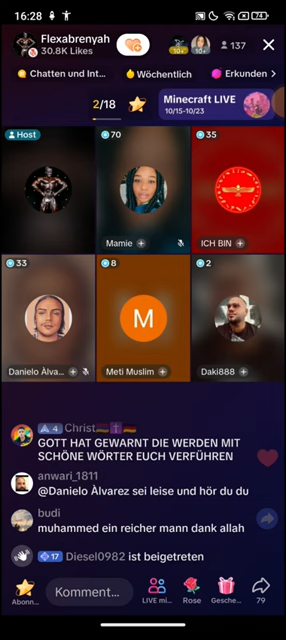 16:28
74
Flexabrenyah
30.8K Likes
10+
10+
137
Chatten und Int...
Wöchentlich
Erkunden
2/18
Minecraft LIVE
10/15-10/23
Host
70
35
Mamie
ICH BIN
33
8
2
M
Danielo Àlva...
Meti Muslim
Daki888
4 Christ
GOTT HAT GEWARNT DIE WERDEN MIT
SCHÖNE WÖRTER EUCH VERFÜHREN
anwari_1811
@Danielo Àlvarez sei leise und hör du du
budi
muhammed ein reicher mann dank allah
17 Diesel0982 ist beigetreten
Abonn...
Komment...
LIVE mi...
Rose
Gesche...
79